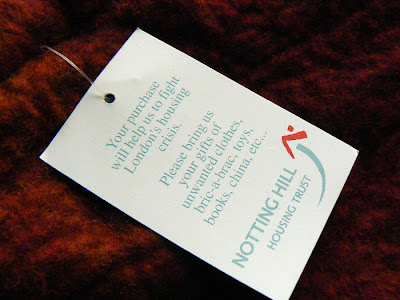 Your purchase
will help us to fight
London's housing
crisis.
Please bring us
your gifts of
unwanted clothes,
bric-a-brac, toys,
books, china, etc...
NOTTING HILL
HOUSING TRUST